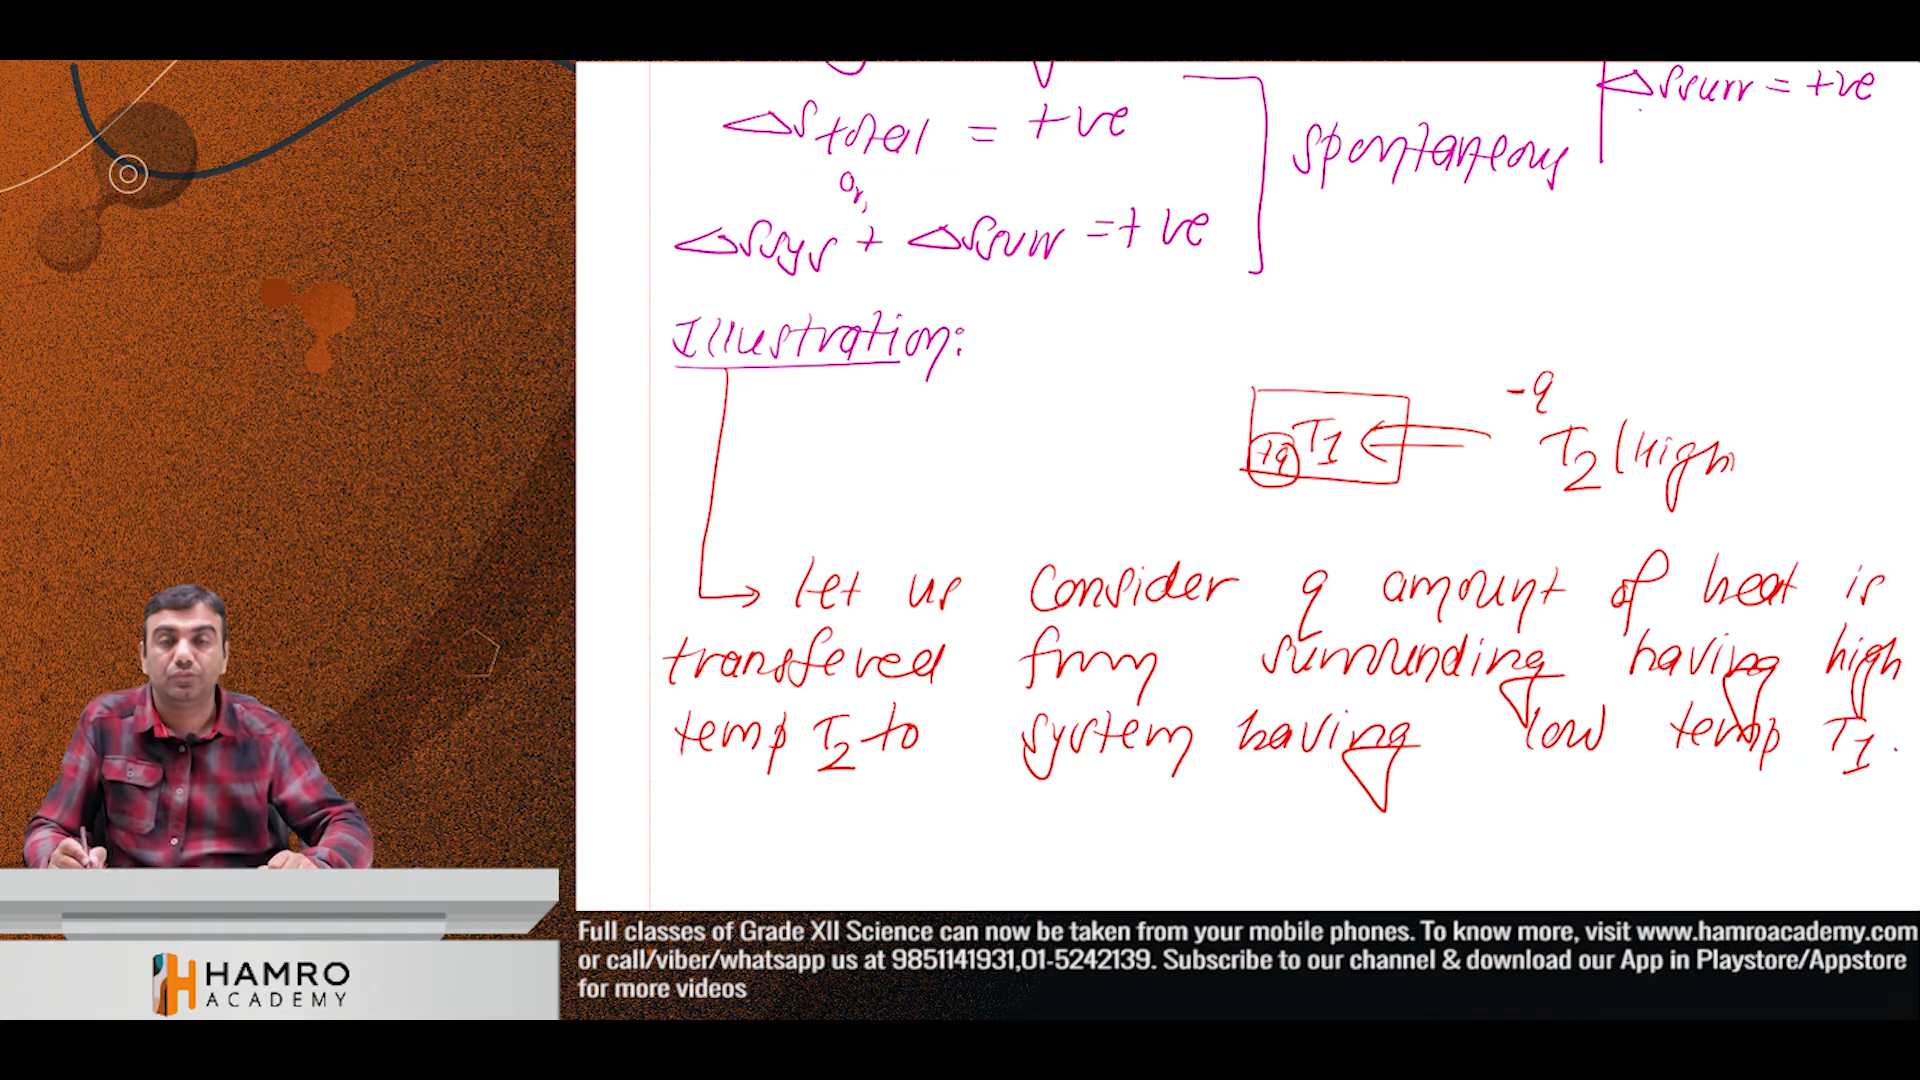 ΔSsurr = +ve
ΔStotal = +ve
or,
ΔSsys + ΔSsurr = + ve
spontaneous
Illustration:
-q
+q T1
T2 (High
Let us consider q amount of heat is
transfered from surrounding having high
temp T2 to system having low temp T1.
Full classes of Grade XII Science can now be taken from your mobile phones. To know more, visit www.hamroacademy.com
or call/viber/whatsapp us at 9851141931,01-5242139. Subscribe to our channel & download our App in Playstore/Appstore
for more videos
HAMRO
ACADEMY